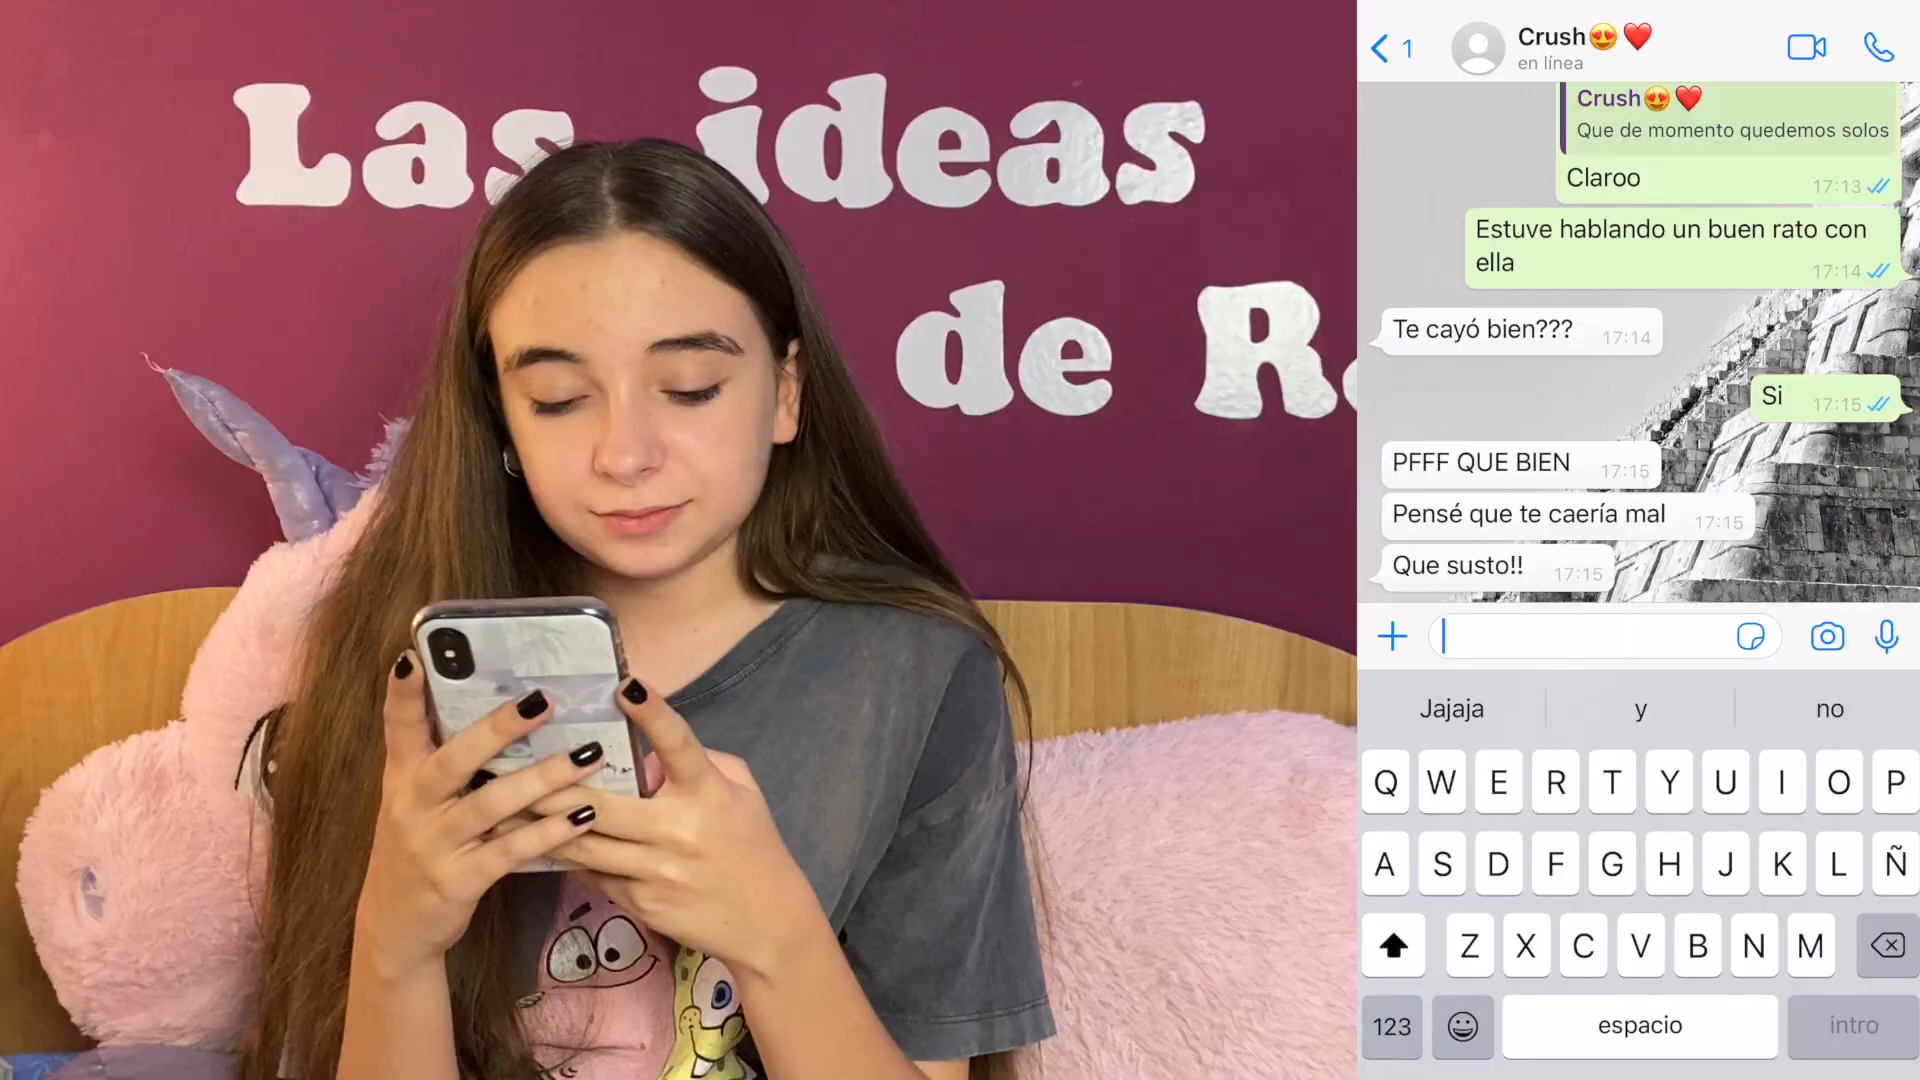 Las ideas
de R
1
Crush😍❤️
en línea
Crush😍❤️
Que de momento quedemos solos
Claroo
17:13
Estuve hablando un buen rato con
ella
17:14
Te cayó bien???
17:14
Si
17:15
PFFF QUE BIEN
17:15
Pensé que te caería mal
17:15
Que susto!!
17:15
Jajaja
y
no
Q W E R T Y U I O P
A S D F G H J K L Ñ
Z X C V B N M
123
espacio
intro